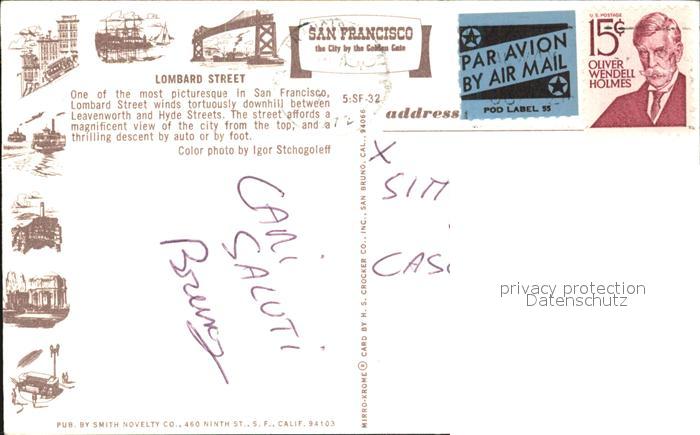 SAN FRANCISCO
the City by the Golden Gate
PAR AVION
BY AIR MAIL
POD LABEL 55
U.S. POSTAGE
15¢
OLIVER
WENDELL
HOLMES
LOMBARD STREET
One of the most picturesque in San Francisco,
Lombard Street winds tortuously downhill between
Leavenworth and Hyde Streets. The street affords a
magnificent view of the city from the top; and a
thrilling descent by auto or by foot.
Color photo by Igor Stchogoleff
5:SF-32
address
X
SIM
CAS
CARI
SALUTI
Bruno
privacy protection
Datenschutz
MIRRO-KROME® CARD BY H. S. CROCKER CO., INC., SAN BRUNO, CAL., 94066
PUB. BY SMITH NOVELTY CO., 460 NINTH ST., S. F., CALIF. 94103